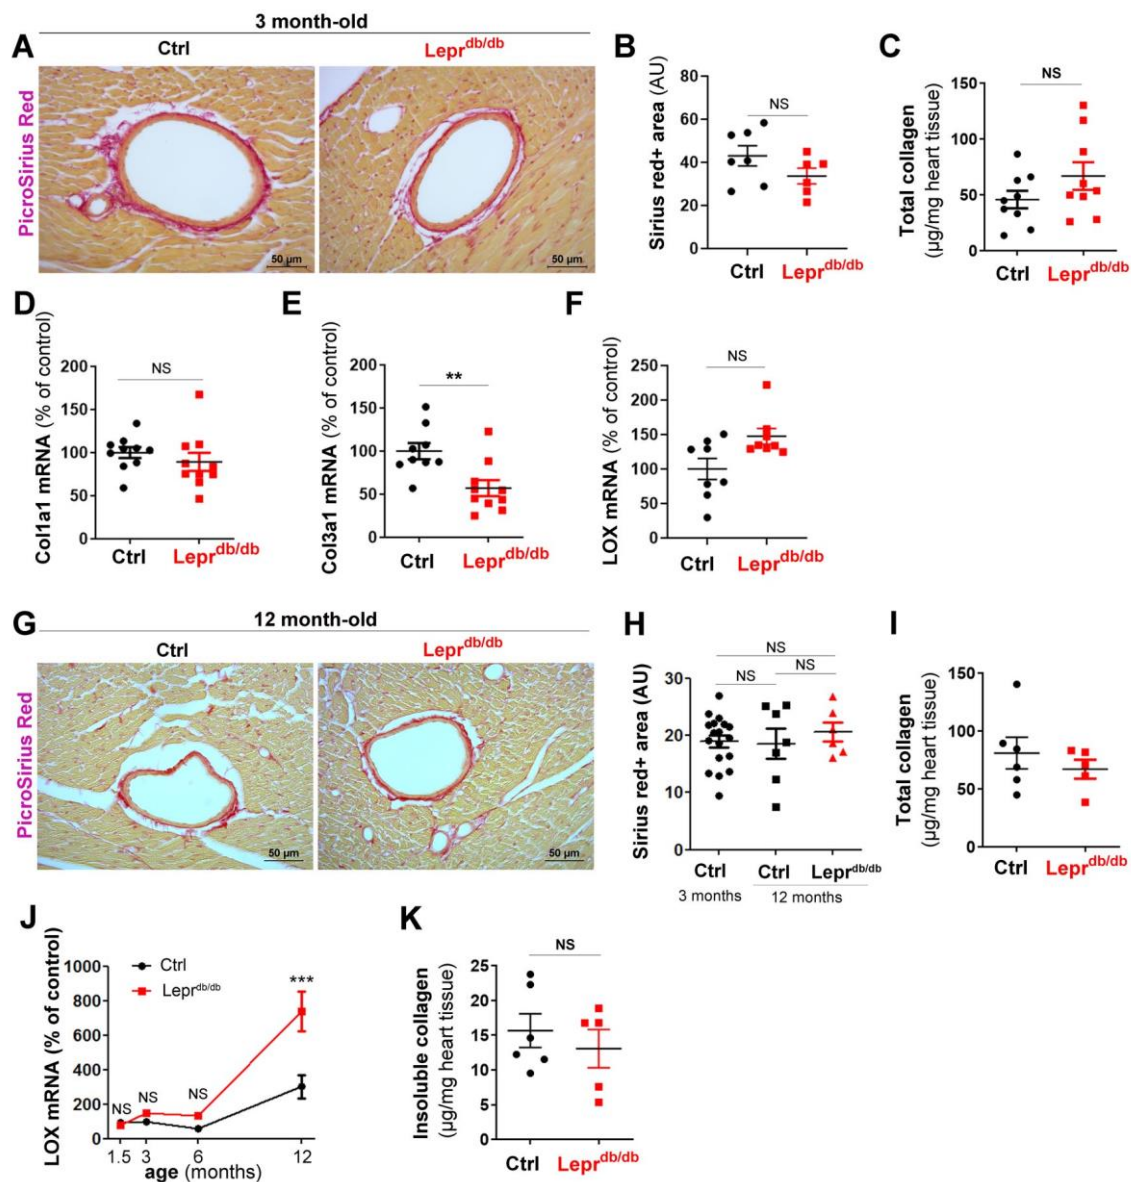 3 month-old
A
Ctrl
Lepr^db/db
PicroSirius Red
50 µm
50 µm
B
Sirius red+ area (AU)
80
60
40
20
0
NS
Ctrl
Lepr^db/db
C
Total collagen
(µg/mg heart tissue)
150
100
50
0
NS
Ctrl
Lepr^db/db
D
Col1a1 mRNA (% of control)
200
150
100
50
0
NS
Ctrl
Lepr^db/db
E
Col3a1 mRNA (% of control)
200
150
100
50
0
**
Ctrl
Lepr^db/db
F
LOX mRNA (% of control)
250
200
150
100
50
0
NS
Ctrl
Lepr^db/db
G
12 month-old
Ctrl
Lepr^db/db
PicroSirius Red
50 µm
50 µm
H
Sirius red+ area (AU)
30
20
10
0
NS
NS
NS
Ctrl
Ctrl
Lepr^db/db
3 months
12 months
I
Total collagen
(µg/mg heart tissue)
150
100
50
0
Ctrl
Lepr^db/db
J
LOX mRNA (% of control)
1000
800
600
400
200
0
Ctrl
Lepr^db/db
NS
NS
NS
***
1.5
3
6
12
age (months)
K
Insoluble collagen
(µg/mg heart tissue)
25
20
15
10
5
0
NS
Ctrl
Lepr^db/db